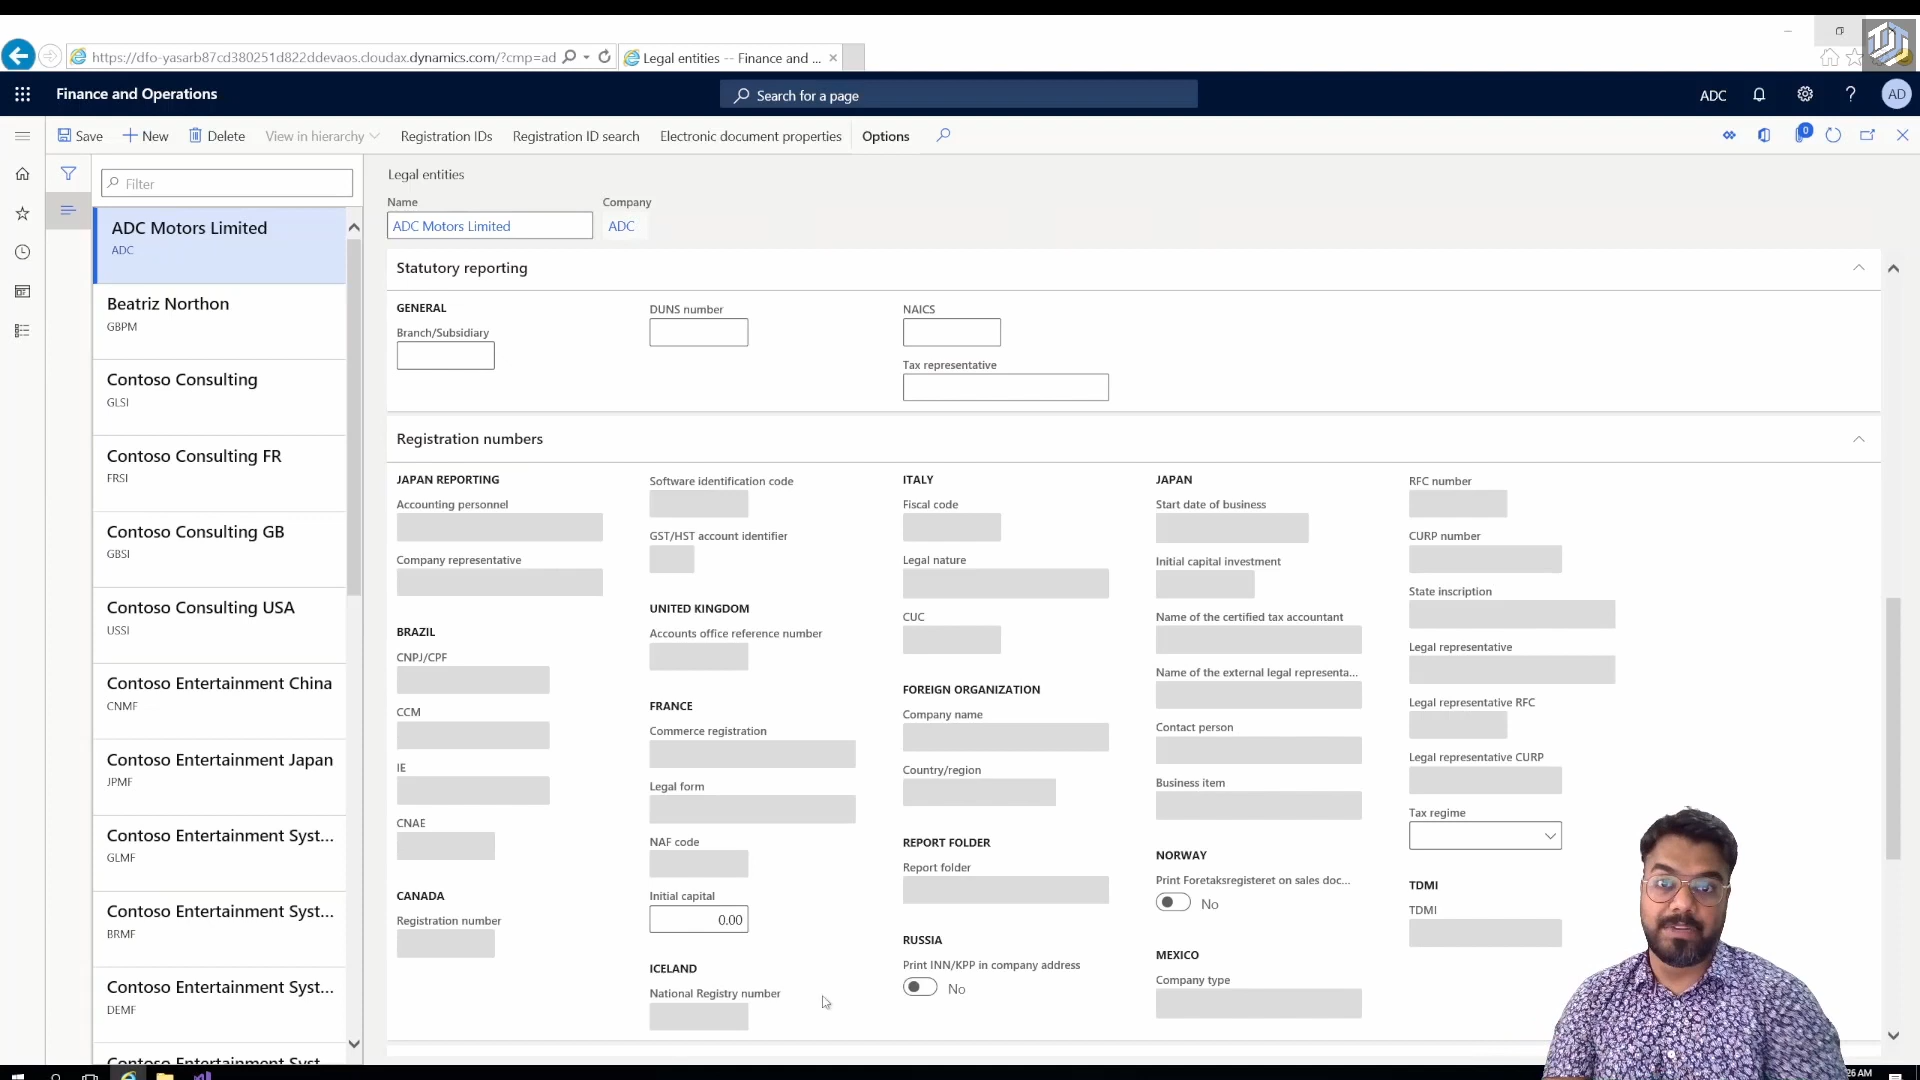 https://dfo-yasarb87cd380251d822ddevaos.cloudax.dynamics.com/?cmp=ad
Legal entities -- Finance and ...
Finance and Operations
Search for a page
ADC
AD
Save
New
Delete
View in hierarchy
Registration IDs
Registration ID search
Electronic document properties
Options
0
Filter
ADC Motors Limited
ADC
Beatriz Northon
GBPM
Contoso Consulting
GLSI
Contoso Consulting FR
FRSI
Contoso Consulting GB
GBSI
Contoso Consulting USA
USSI
Contoso Entertainment China
CNMF
Contoso Entertainment Japan
JPMF
Contoso Entertainment Syst...
GLMF
Contoso Entertainment Syst...
BRMF
Contoso Entertainment Syst...
DEMF
Contoso Entertainment Syst
Legal entities
Name
ADC Motors Limited
Company
ADC
Statutory reporting
GENERAL
Branch/Subsidiary
DUNS number
NAICS
Tax representative
Registration numbers
JAPAN REPORTING
Accounting personnel
Company representative
BRAZIL
CNPJ/CPF
CCM
IE
CNAE
CANADA
Registration number
Software identification code
GST/HST account identifier
UNITED KINGDOM
Accounts office reference number
FRANCE
Commerce registration
Legal form
NAF code
Initial capital
0.00
ICELAND
National Registry number
ITALY
Fiscal code
Legal nature
CUC
FOREIGN ORGANIZATION
Company name
Country/region
REPORT FOLDER
Report folder
RUSSIA
Print INN/KPP in company address
No
JAPAN
Start date of business
Initial capital investment
Name of the certified tax accountant
Name of the external legal representa...
Contact person
Business item
NORWAY
Print Foretaksregisteret on sales doc...
No
MEXICO
Company type
RFC number
CURP number
State inscription
Legal representative
Legal representative RFC
Legal representative CURP
Tax regime
TDMI
TDMI
26 AM